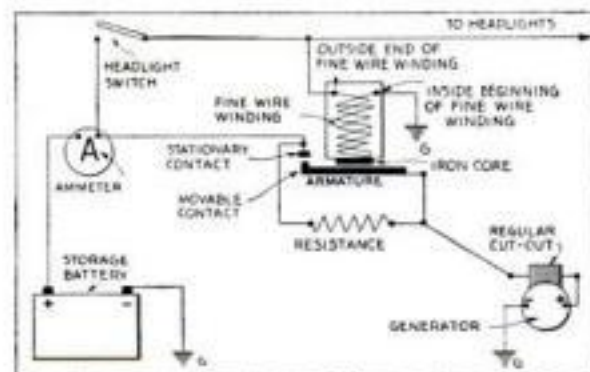 TO HEADLIGHTS
HEADLIGHT
SWITCH
OUTSIDE END OF
FINE WIRE WINDING
INSIDE BEGINNING
OF FINE WIRE
WINDING
FINE WIRE
WINDING
G
A
AMMETER
STATIONARY
CONTACT
IRON CORE
ARMATURE
MOVABLE
CONTACT
RESISTANCE
REGULAR
CUT-OUT
STORAGE
BATTERY
+ −
GENERATOR
G
G